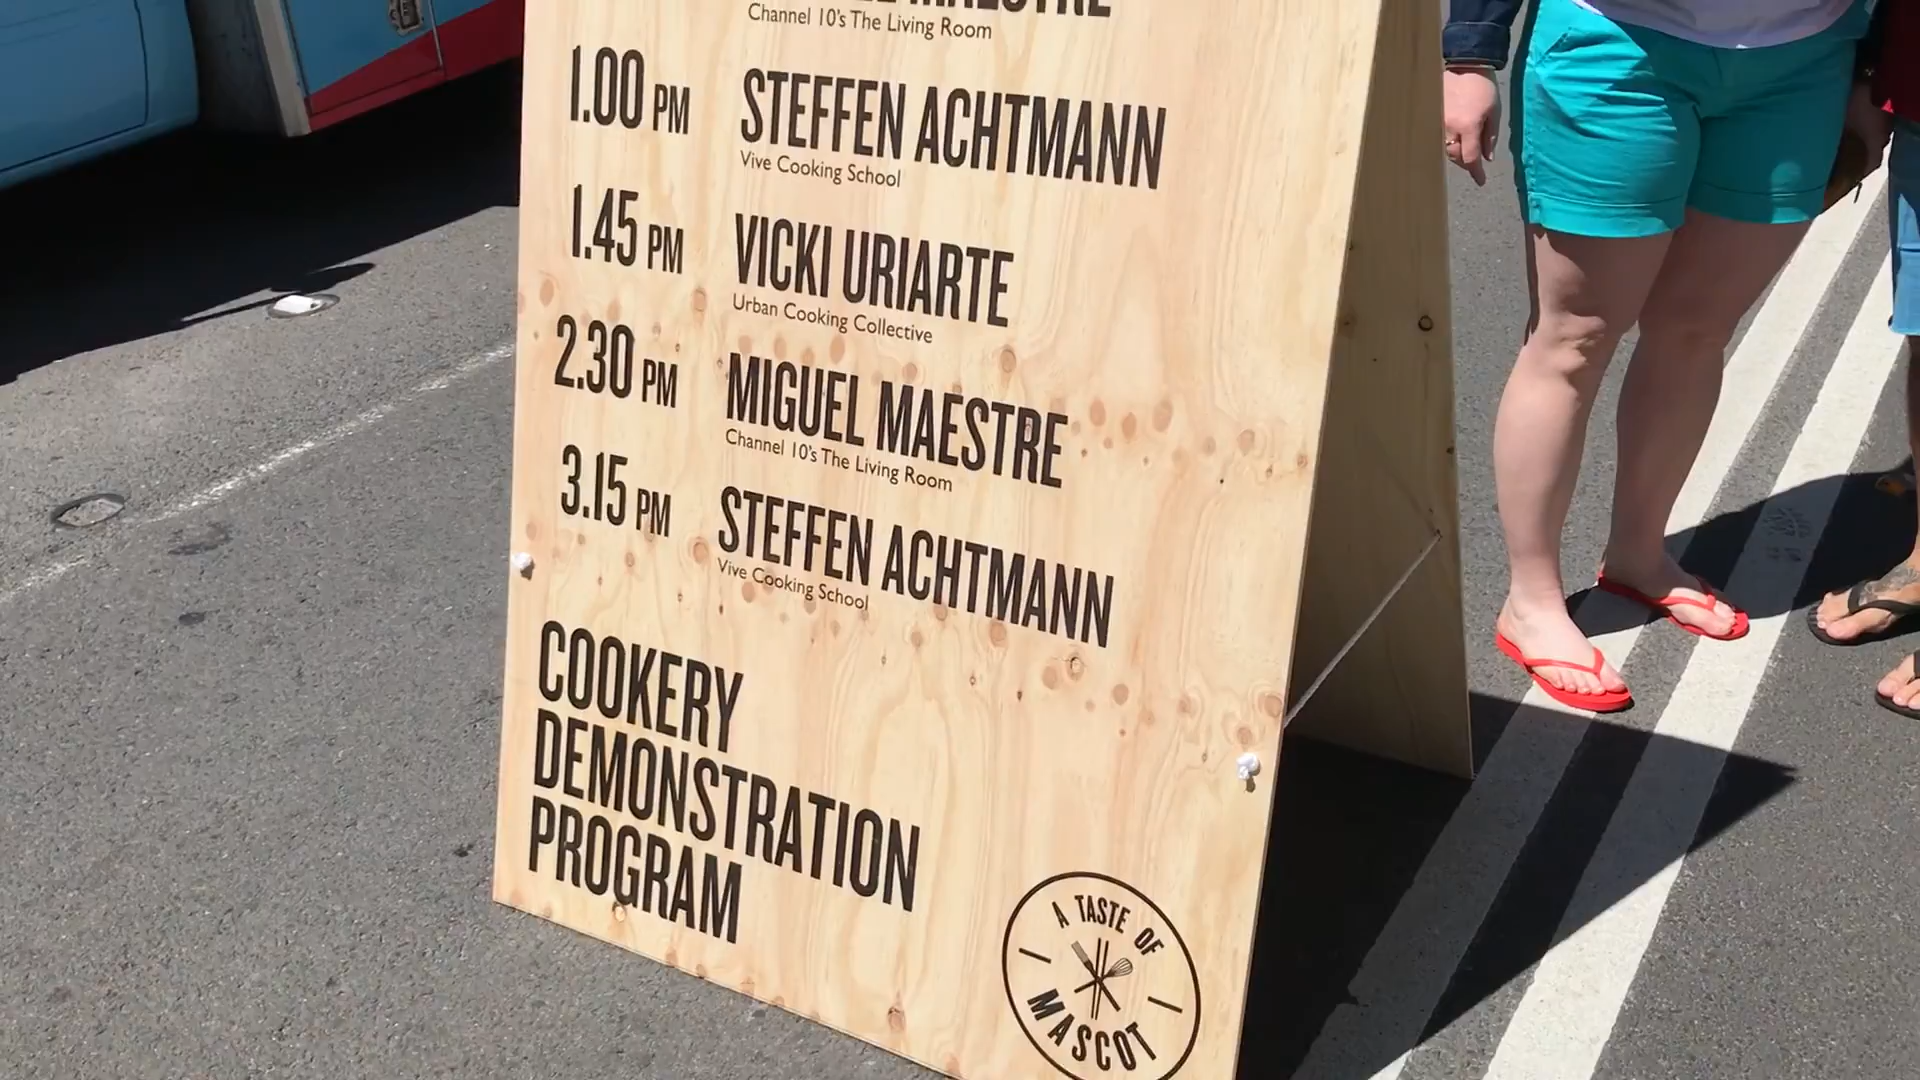 MAESTRE
Channel 10's The Living Room
1.00 PM STEFFEN ACHTMANN
Vive Cooking School
1.45 PM VICKI URIARTE
Urban Cooking Collective
2.30 PM MIGUEL MAESTRE
Channel 10's The Living Room
3.15 PM STEFFEN ACHTMANN
Vive Cooking School
COOKERY
DEMONSTRATION
PROGRAM
A TASTE OF
MASCOT